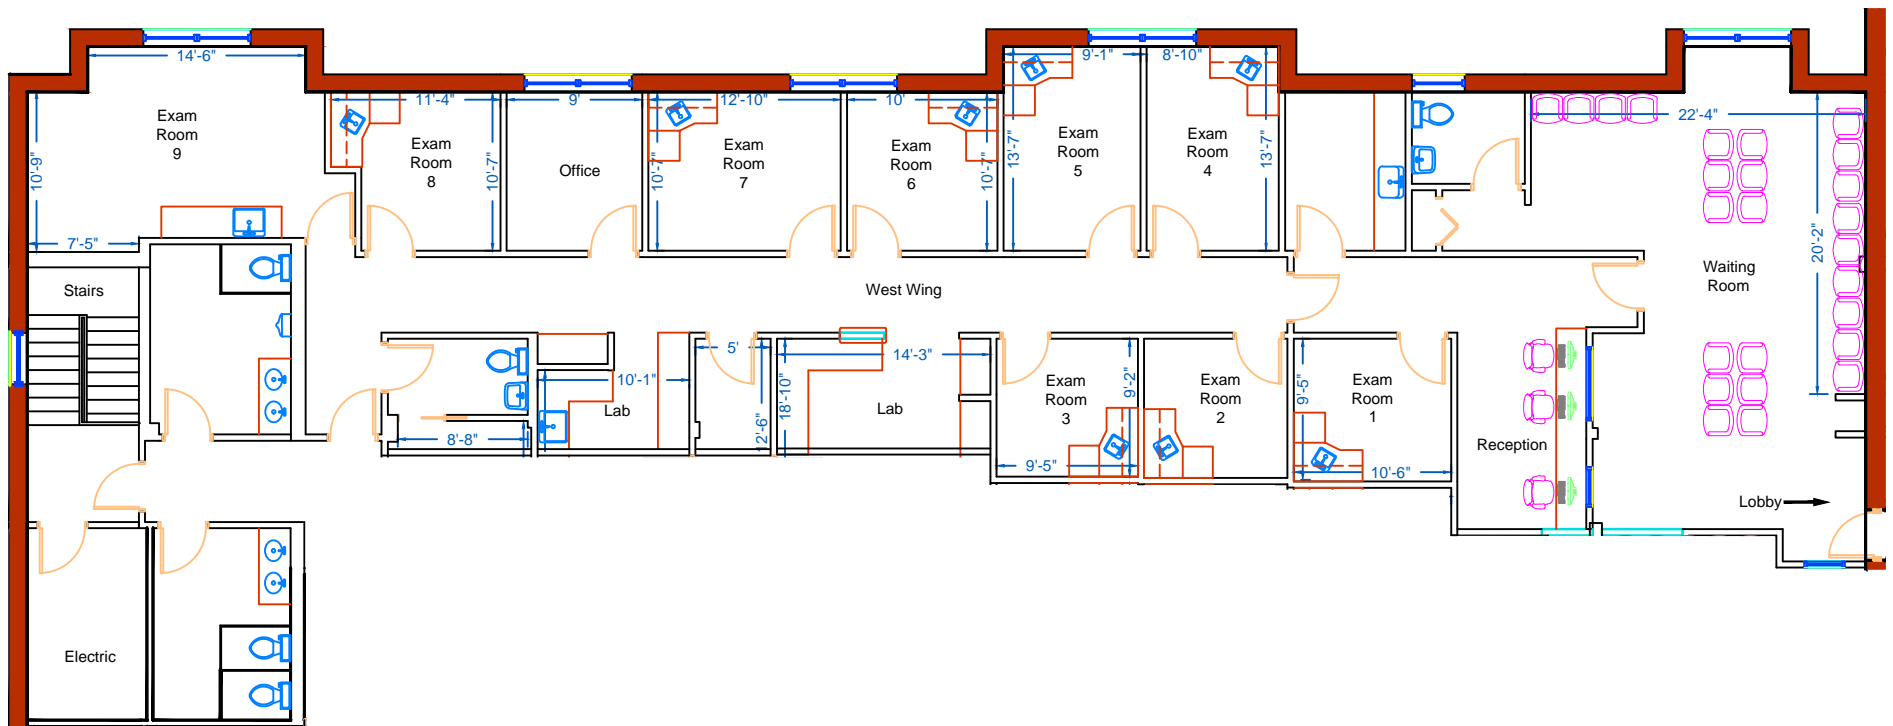 14'-6"
11'-4"
9'
12'-10"
10'
9'-1"
8'-10"
22'-4"
Exam
Room
9
10'-9"
7'-5"
Exam
Room
8
10'-7"
Office
10'-7"
Exam
Room
7
Exam
Room
6
10'-7"
13'-7"
Exam
Room
5
Exam
Room
4
13'-7"
20'-2"
Waiting
Room
Stairs
West Wing
8'-8"
10'-1"
Lab
5'
12'-6"
18'-10"
14'-3"
Lab
Exam
Room
3
9'-2"
9'-5"
Exam
Room
2
9'-5"
Exam
Room
1
10'-6"
Reception
Lobby
Electric